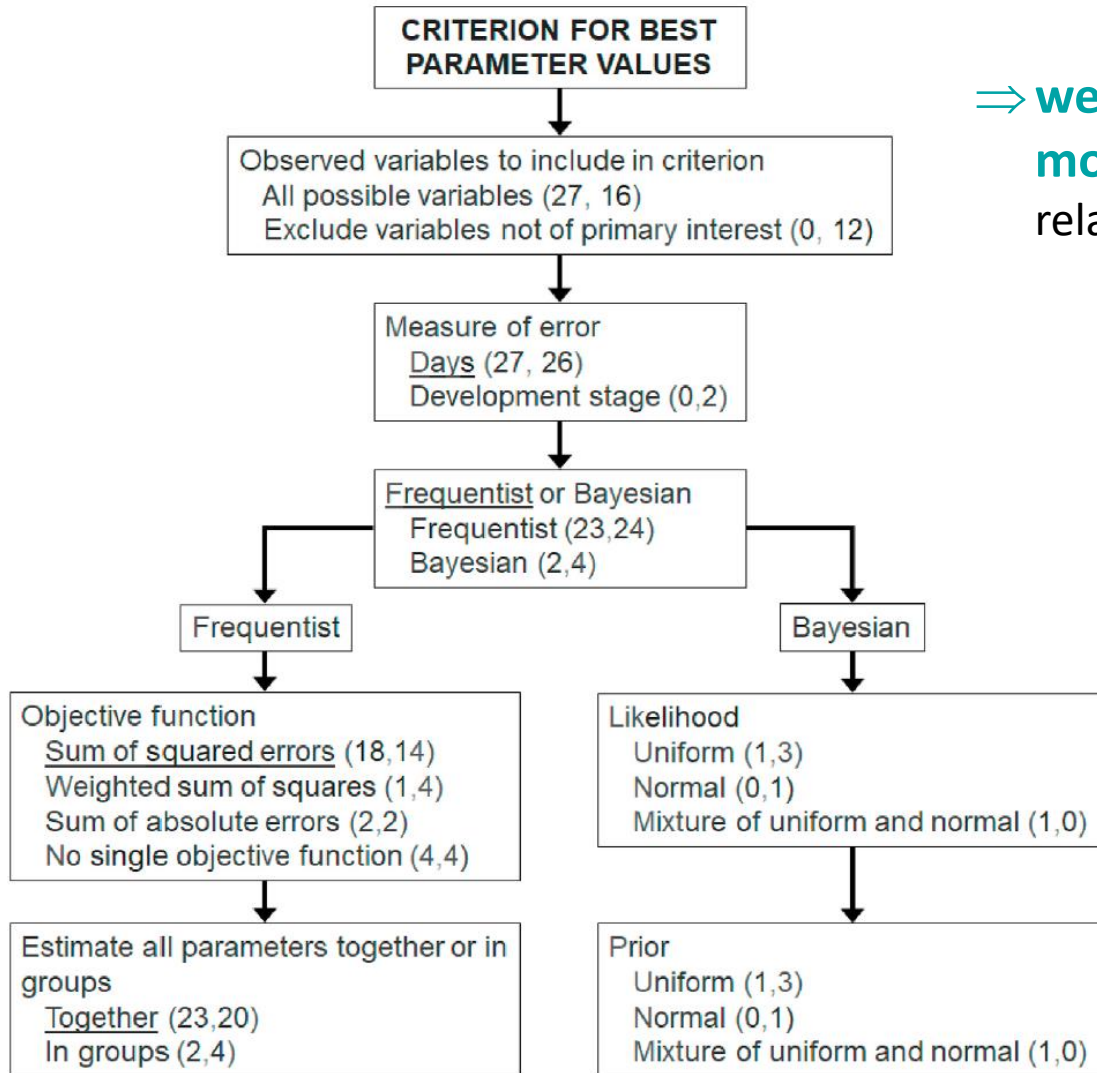 CRITERION FOR BEST
PARAMETER VALUES
⇒ we
mo
rela
Observed variables to include in criterion
All possible variables (27, 16)
Exclude variables not of primary interest (0, 12)
Measure of error
Days (27, 26)
Development stage (0,2)
Frequentist or Bayesian
Frequentist (23,24)
Bayesian (2,4)
Frequentist
Bayesian
Objective function
Sum of squared errors (18,14)
Weighted sum of squares (1,4)
Sum of absolute errors (2,2)
No single objective function (4,4)
Likelihood
Uniform (1,3)
Normal (0,1)
Mixture of uniform and normal (1,0)
Estimate all parameters together or in
groups
Together (23,20)
In groups (2,4)
Prior
Uniform (1,3)
Normal (0,1)
Mixture of uniform and normal (1,0)